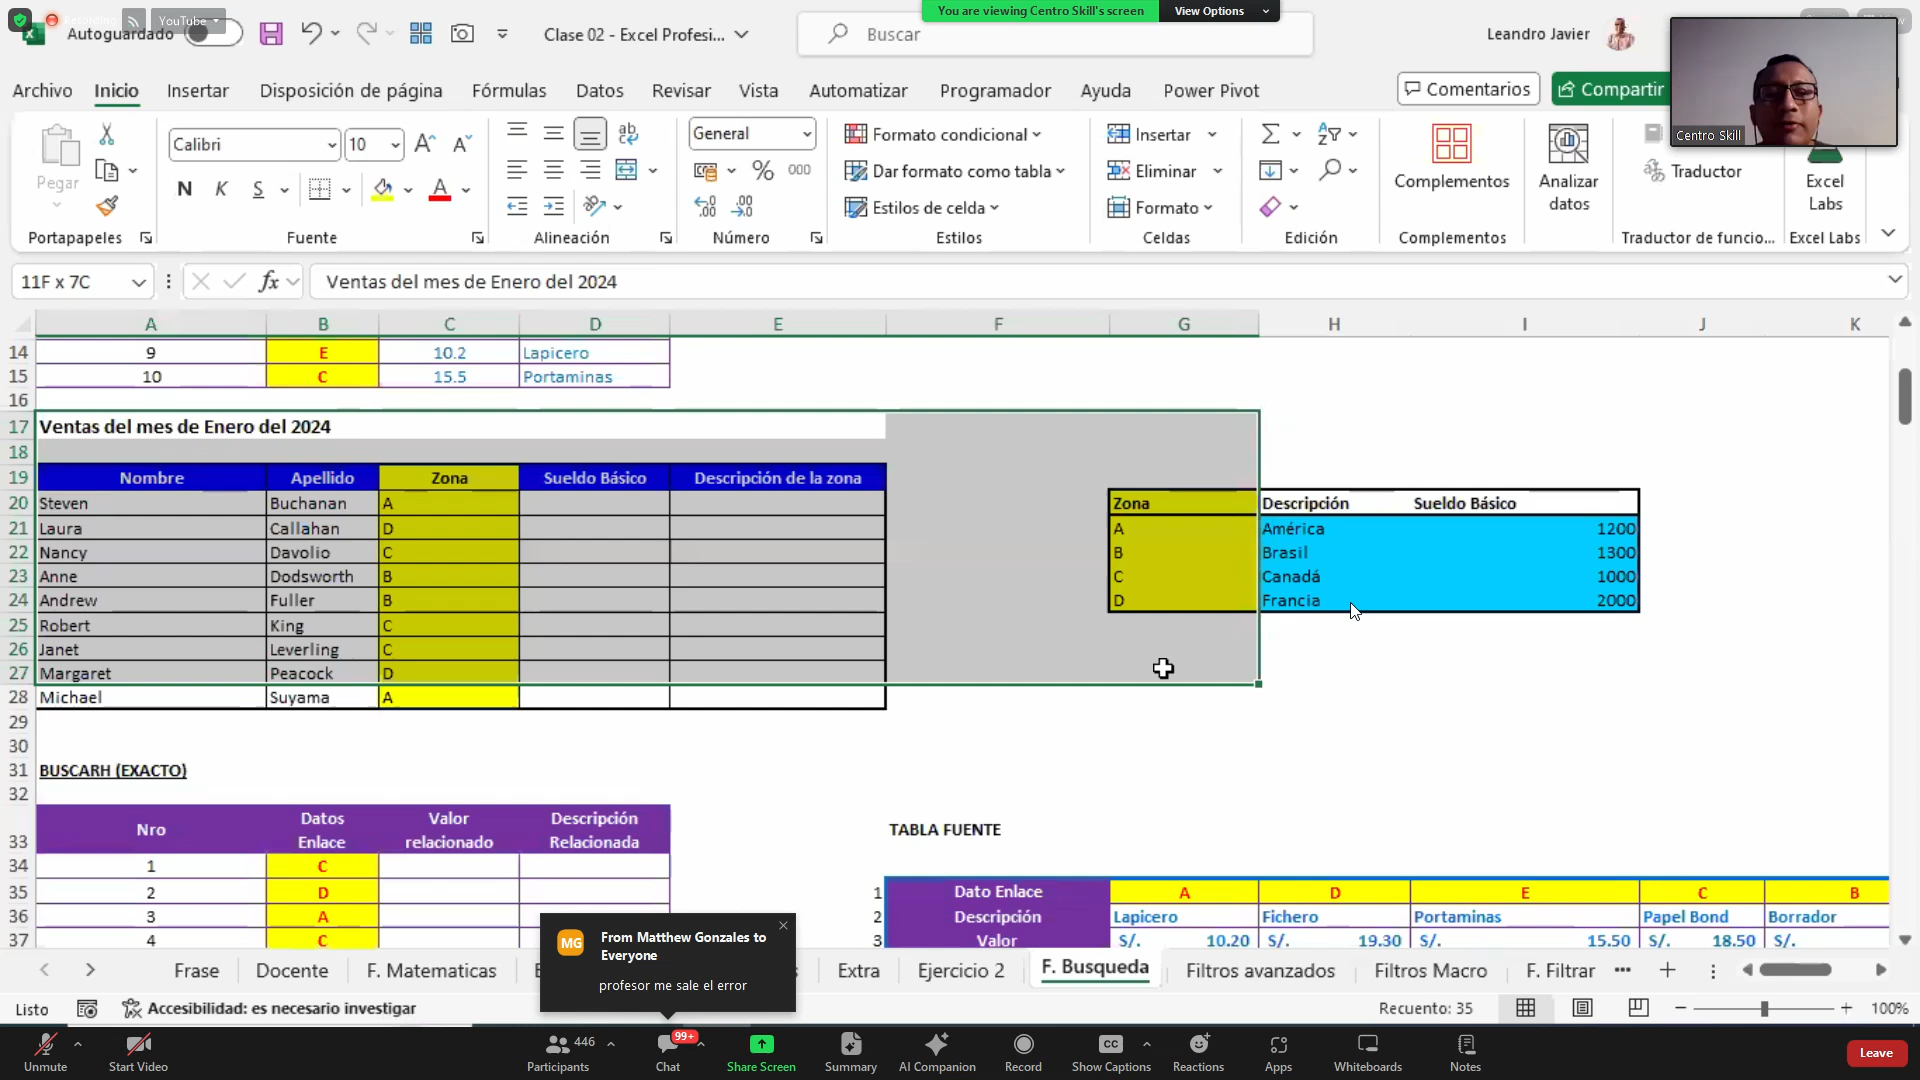 YouTube
You are viewing Centro Skill's screen
View Options
Autoguardado
Clase 02 - Excel Profesi...
Buscar
Leandro Javier
Archivo Inicio Insertar Disposición de página Fórmulas Datos Revisar Vista Automatizar Programador Ayuda Power Pivot
Comentarios
Compartir
Centro Skill
Pegar
Calibri 10
N K S
General
% 000
Formato condicional
Dar formato como tabla
Estilos de celda
Insertar
Eliminar
Formato
Complementos
Analizar datos
Traductor
Excel Labs
Portapapeles Fuente Alineación Número Estilos Celdas Edición Complementos Traductor de funcio... Excel Labs
11F x 7C
fx
Ventas del mes de Enero del 2024
A B C D E F G H I J K
14 9 E 10.2 Lapicero
15 10 C 15.5 Portaminas
16
17 Ventas del mes de Enero del 2024
18
19 Nombre Apellido Zona Sueldo Básico Descripción de la zona
20 Steven Buchanan A Zona Descripción Sueldo Básico
21 Laura Callahan D A América 1200
22 Nancy Davolio C B Brasil 1300
23 Anne Dodsworth B C Canadá 1000
24 Andrew Fuller B D Francia 2000
25 Robert King C
26 Janet Leverling C
27 Margaret Peacock D
28 Michael Suyama A
29
30
31 BUSCARH (EXACTO)
32
33 Nro Datos Enlace Valor relacionado Descripción Relacionada TABLA FUENTE
34 1 C
35 2 D 1 Dato Enlace A D E C B
36 3 A 2 Descripción Lapicero Fichero Portaminas Papel Bond Borrador
37 4 C 3 Valor S/. 10.20 S/. 19.30 S/. 15.50 S/. 18.50 S/.
MG
From Matthew Gonzales to Everyone
profesor me sale el error
Frase Docente F. Matematicas Extra Ejercicio 2 F. Busqueda Filtros avanzados Filtros Macro F. Filtrar
Listo
Accesibilidad: es necesario investigar
Recuento: 35
100%
Unmute
Start Video
446
Participants
99+
Chat
Share Screen
Summary
AI Companion
Record
CC
Show Captions
Reactions
Apps
Whiteboards
Notes
Leave